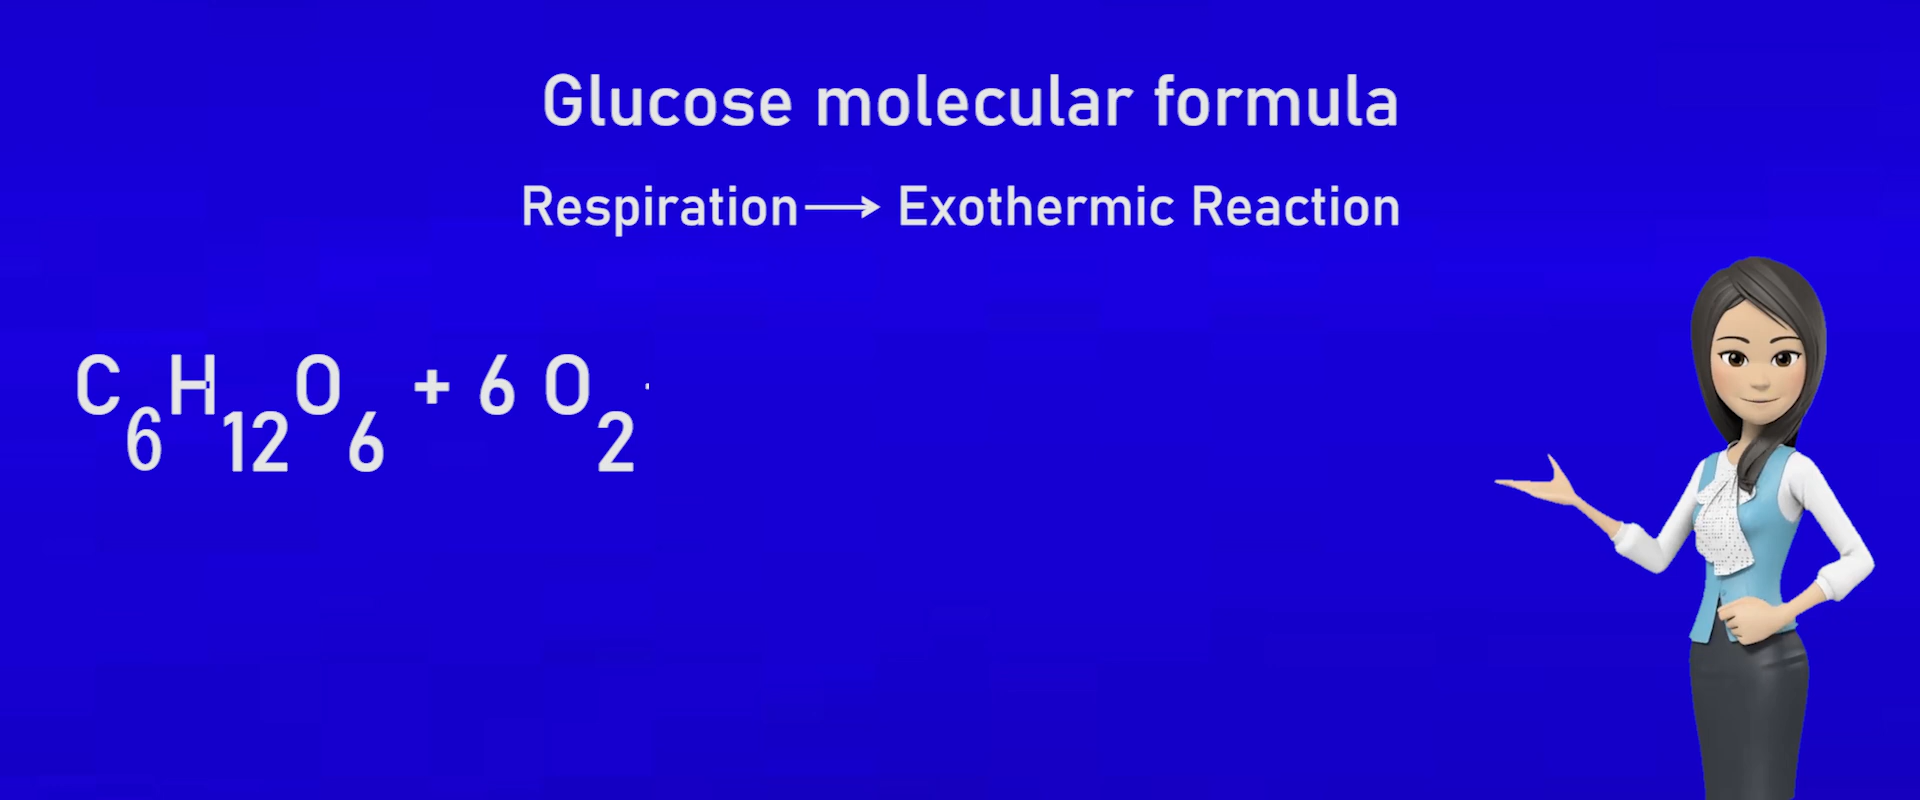 Glucose molecular formula
Respiration⟶ Exothermic Reaction
C₆H₁₂O₆ + 6 O₂